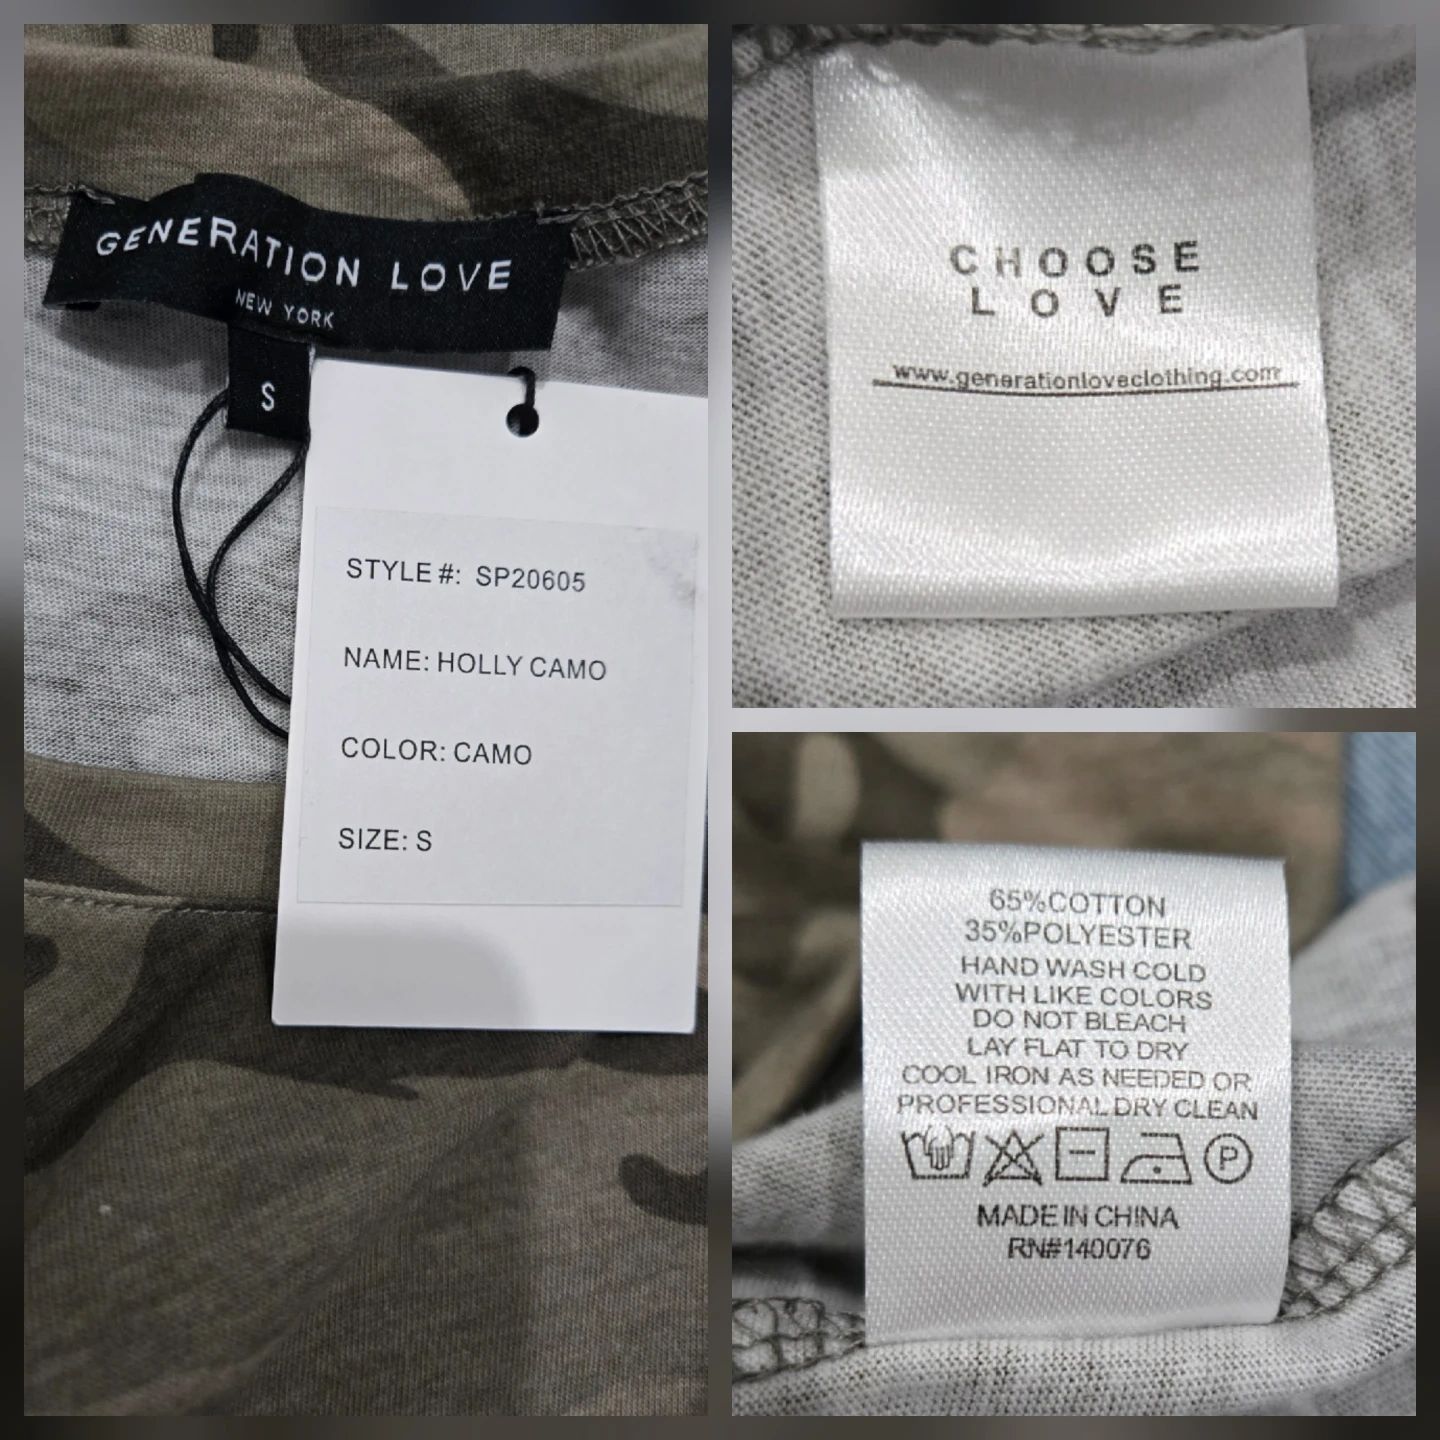 GENERATION LOVE
NEW YORK
S
STYLE #: SP20605
NAME: HOLLY CAMO
COLOR: CAMO
SIZE: S
CHOOSE
LOVE
www.generationloveclothing.com
65%COTTON
35%POLYESTER
HAND WASH COLD
WITH LIKE COLORS
DO NOT BLEACH
LAY FLAT TO DRY
COOL IRON AS NEEDED OR
PROFESSIONAL DRY CLEAN
P
MADE IN CHINA
RN#140076